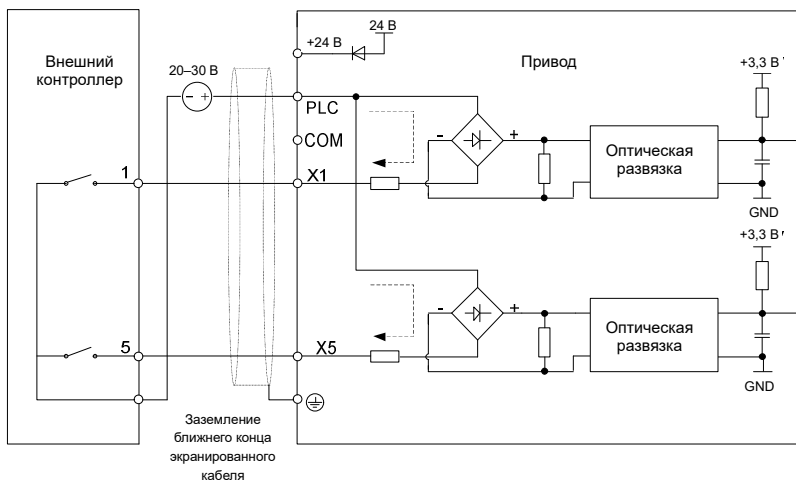 Внешний
контроллер
20–30 В
- +
+24 В
24 В
Привод
PLC
COM
1
X1
-
+
Оптическая
развязка
+3,3 В
GND
+3,3 В
5
X5
-
+
Оптическая
развязка
GND
Заземление
ближнего конца
экранированного
кабеля